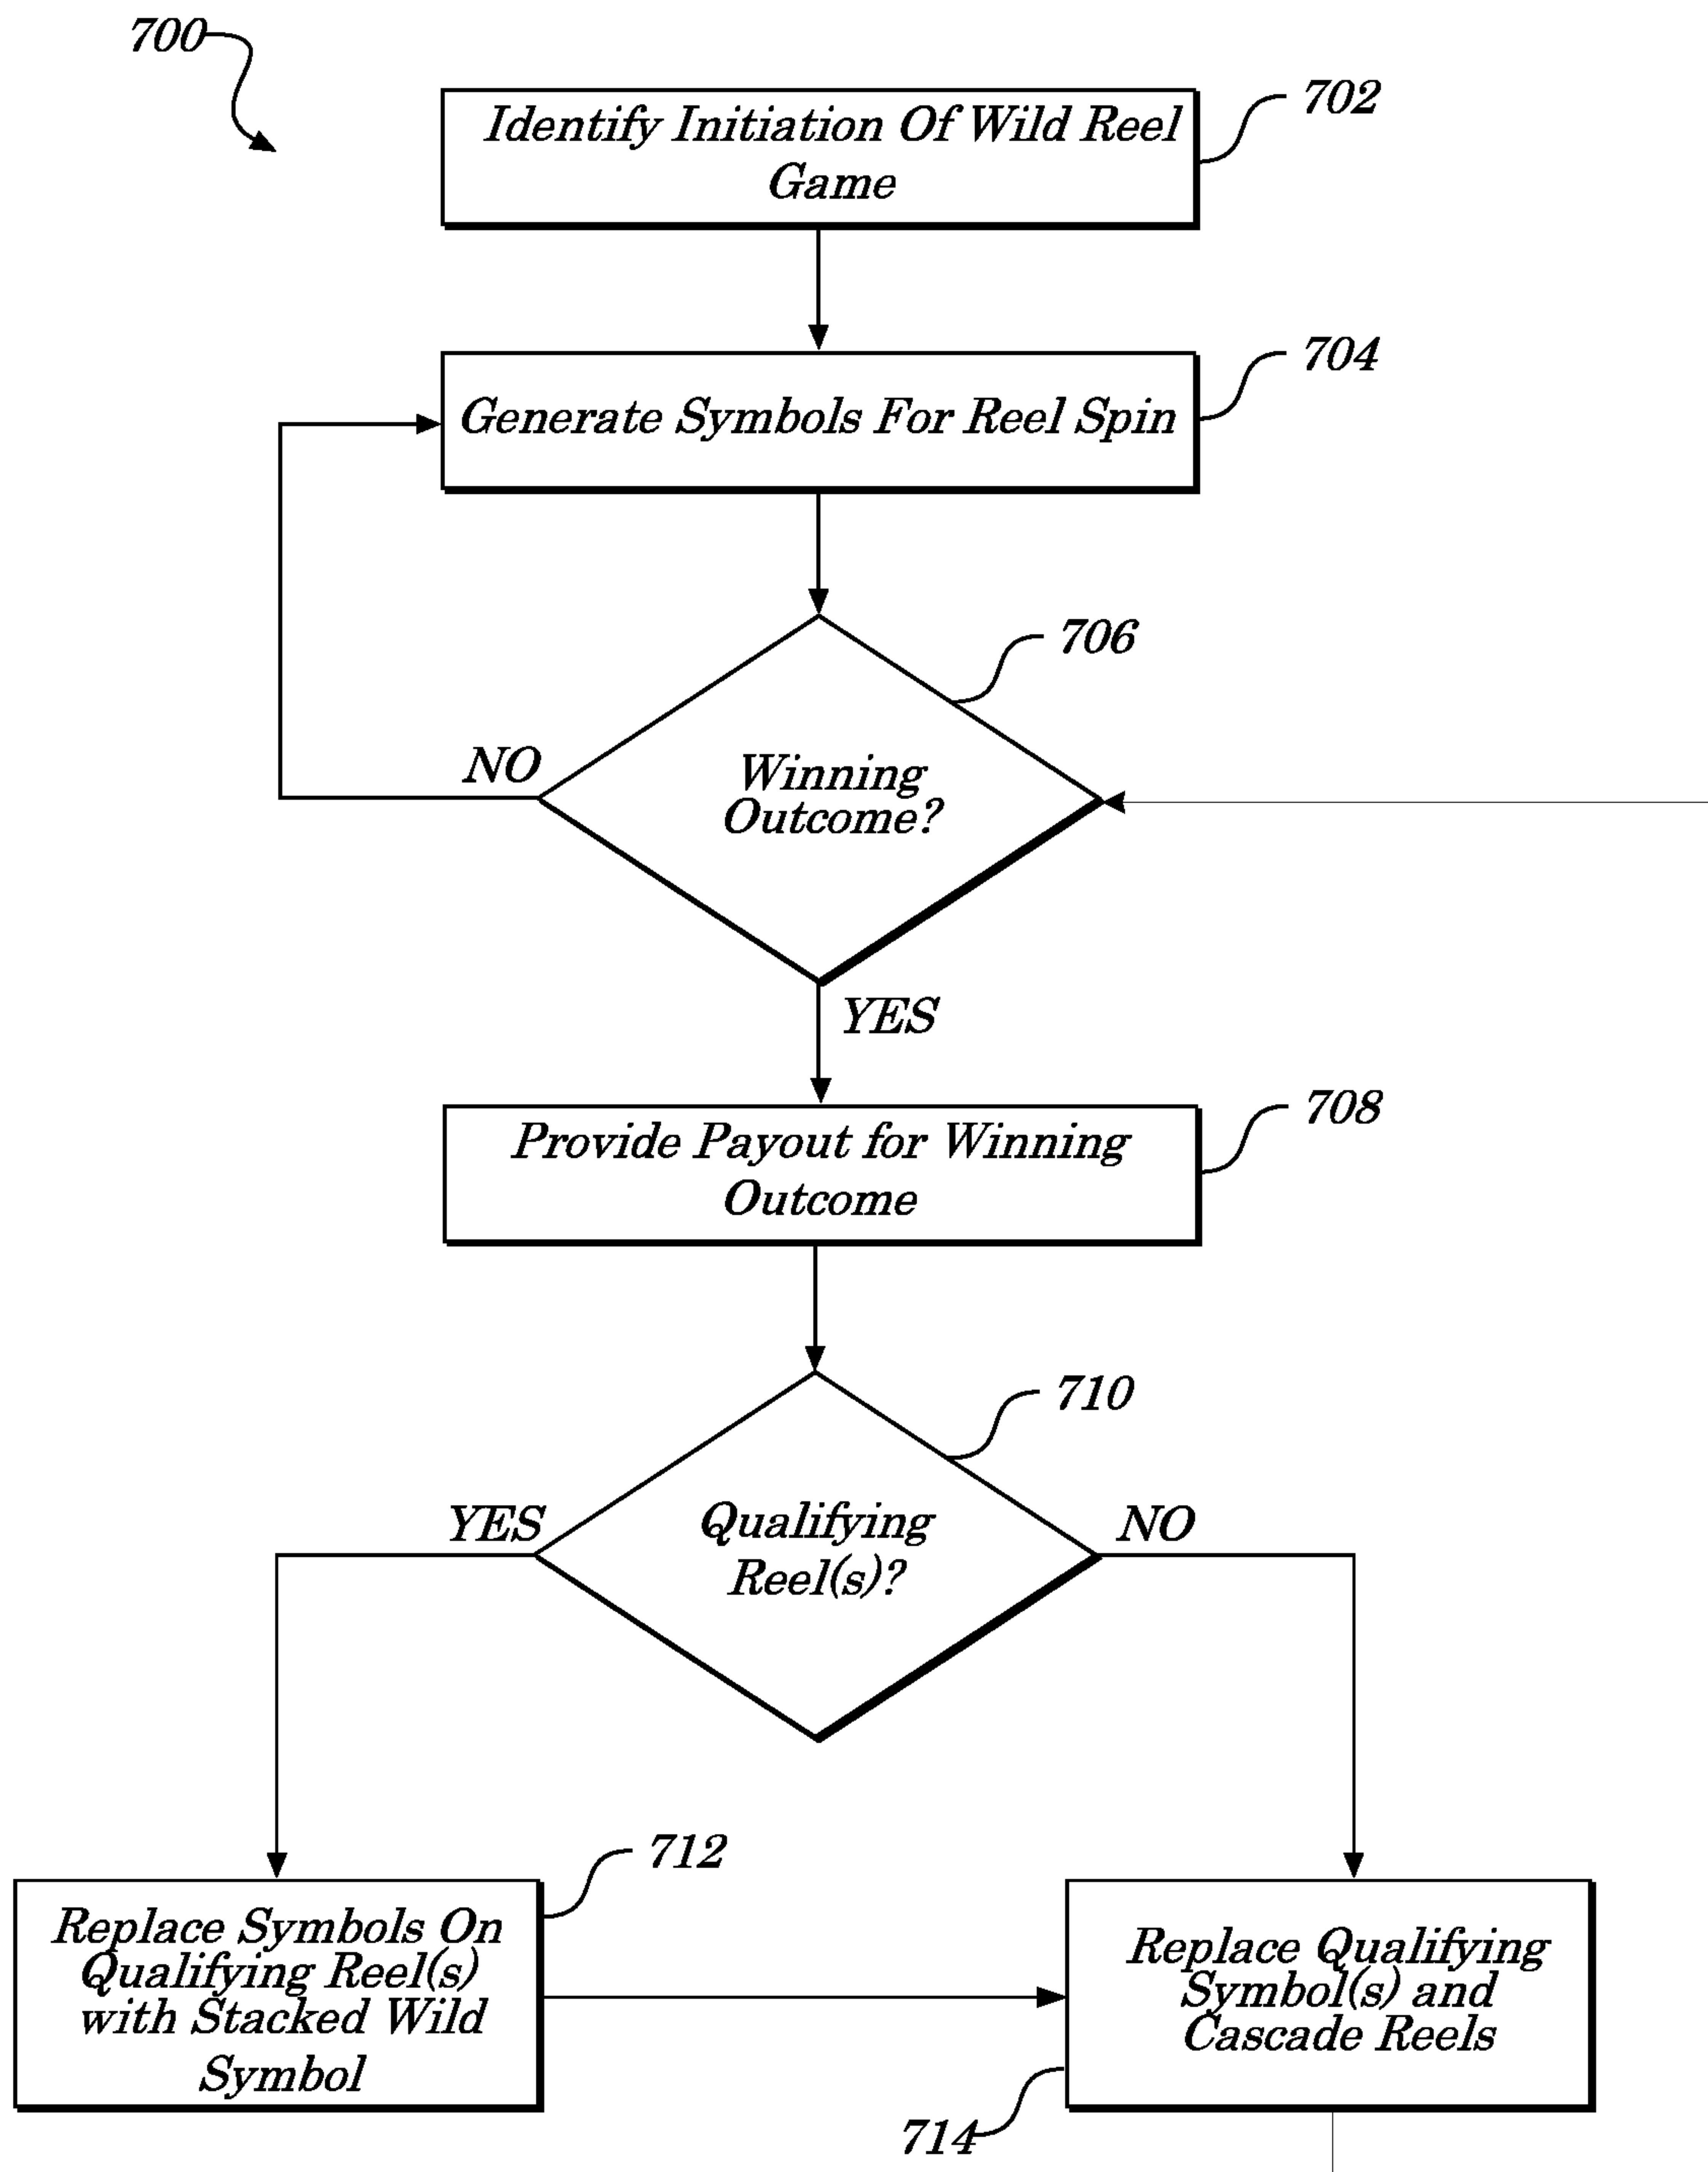 700
702
Identify Initiation Of Wild Reel
Game
704
Generate Symbols For Reel Spin
706
NO
Winning
Outcome?
YES
708
Provide Payout for Winning
Outcome
710
YES
Qualifying
Reel(s)?
NO
712
Replace Symbols On
Qualifying Reel(s)
with Stacked Wild
Symbol
Replace Qualifying
Symbol(s) and
Cascade Reels
714